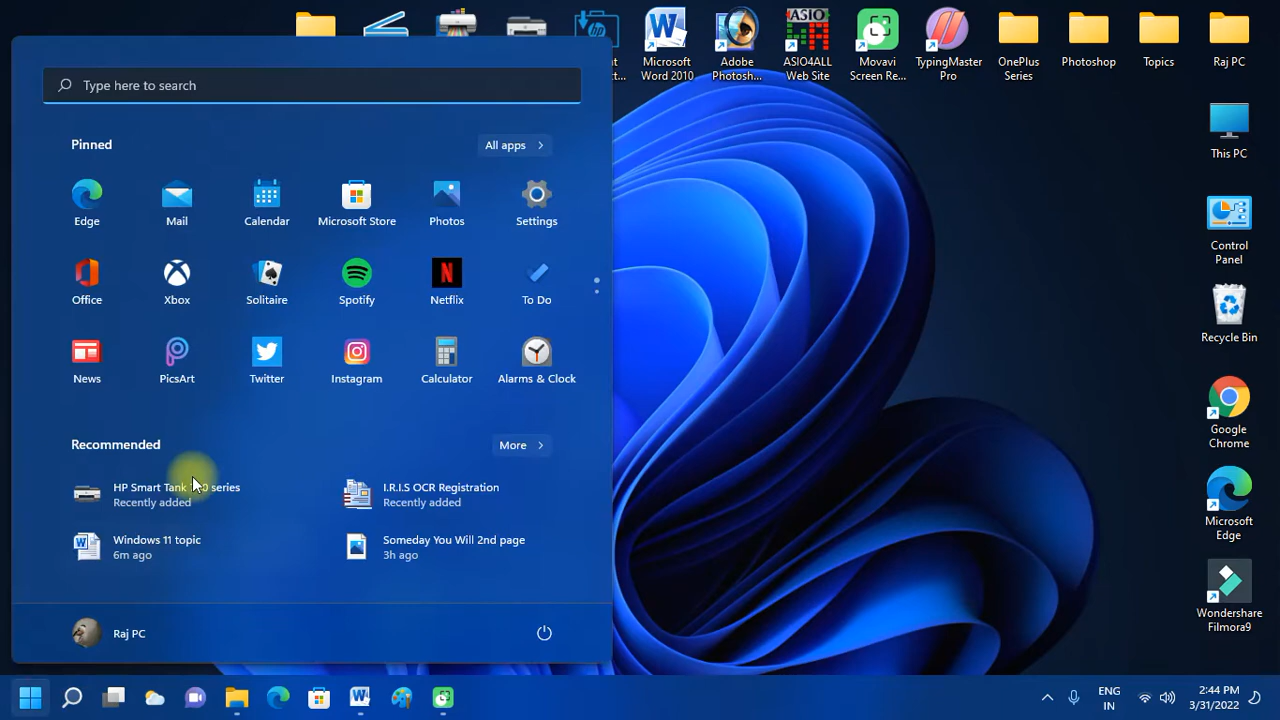 Type here to search
Pinned
All apps
Edge
Mail
Calendar
Microsoft Store
Photos
Settings
Office
Xbox
Solitaire
Spotify
Netflix
To Do
News
PicsArt
Twitter
Instagram
Calculator
Alarms & Clock
Recommended
More
HP Smart Tank series
Recently added
I.R.I.S OCR Registration
Recently added
Windows 11 topic
6m ago
Someday You Will 2nd page
3h ago
Raj PC
Microsoft
Word 2010
Adobe
Photosh...
ASIO
ASIO4ALL
Web Site
Movavi
Screen Re...
TypingMaster
Pro
OnePlus
Series
Photoshop
Topics
Raj PC
This PC
Control
Panel
Recycle Bin
Google
Chrome
Microsoft
Edge
Wondershare
Filmora9
ENG
IN
2:44 PM
3/31/2022